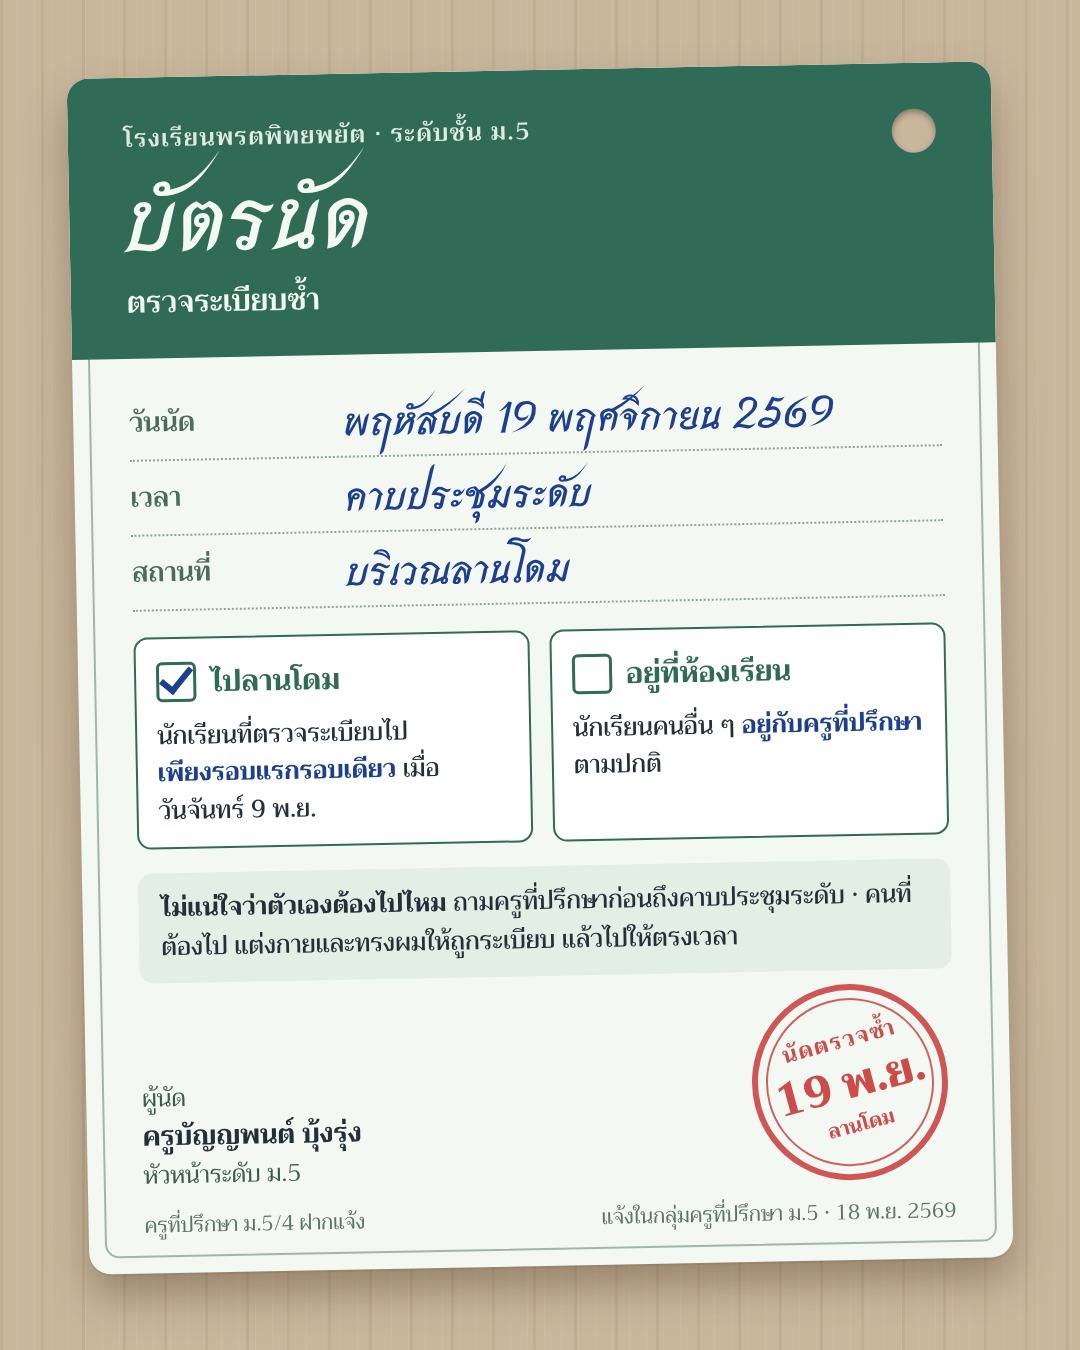 โรงเรียนพรตพิทยพยัต · ระดับชั้น ม.5
บัตรนัด
ตรวจระเบียบซ้ำ
วันนัด พฤหัสบดี 19 พฤศจิกายน 2569
เวลา คาบประชุมระดับ
สถานที่ บริเวณลานโดม
ไปลานโดม
นักเรียนที่ตรวจระเบียบไป
เพียงรอบแรกรอบเดียว เมื่อ
วันจันทร์ 9 พ.ย.
อยู่ที่ห้องเรียน
นักเรียนคนอื่น ๆ อยู่กับครูที่ปรึกษา
ตามปกติ
ไม่แน่ใจว่าตัวเองต้องไปไหม ถามครูที่ปรึกษาก่อนถึงคาบประชุมระดับ · คนที่
ต้องไป แต่งกายและทรงผมให้ถูกระเบียบ แล้วไปให้ตรงเวลา
นัดตรวจซ้ำ
19 พ.ย.
ลานโดม
ผู้นัด
ครูบัญญพนต์ บุ้งรุ่ง
หัวหน้าระดับ ม.5
ครูที่ปรึกษา ม.5/4 ฝากแจ้ง
แจ้งในกลุ่มครูที่ปรึกษา ม.5 · 18 พ.ย. 2569